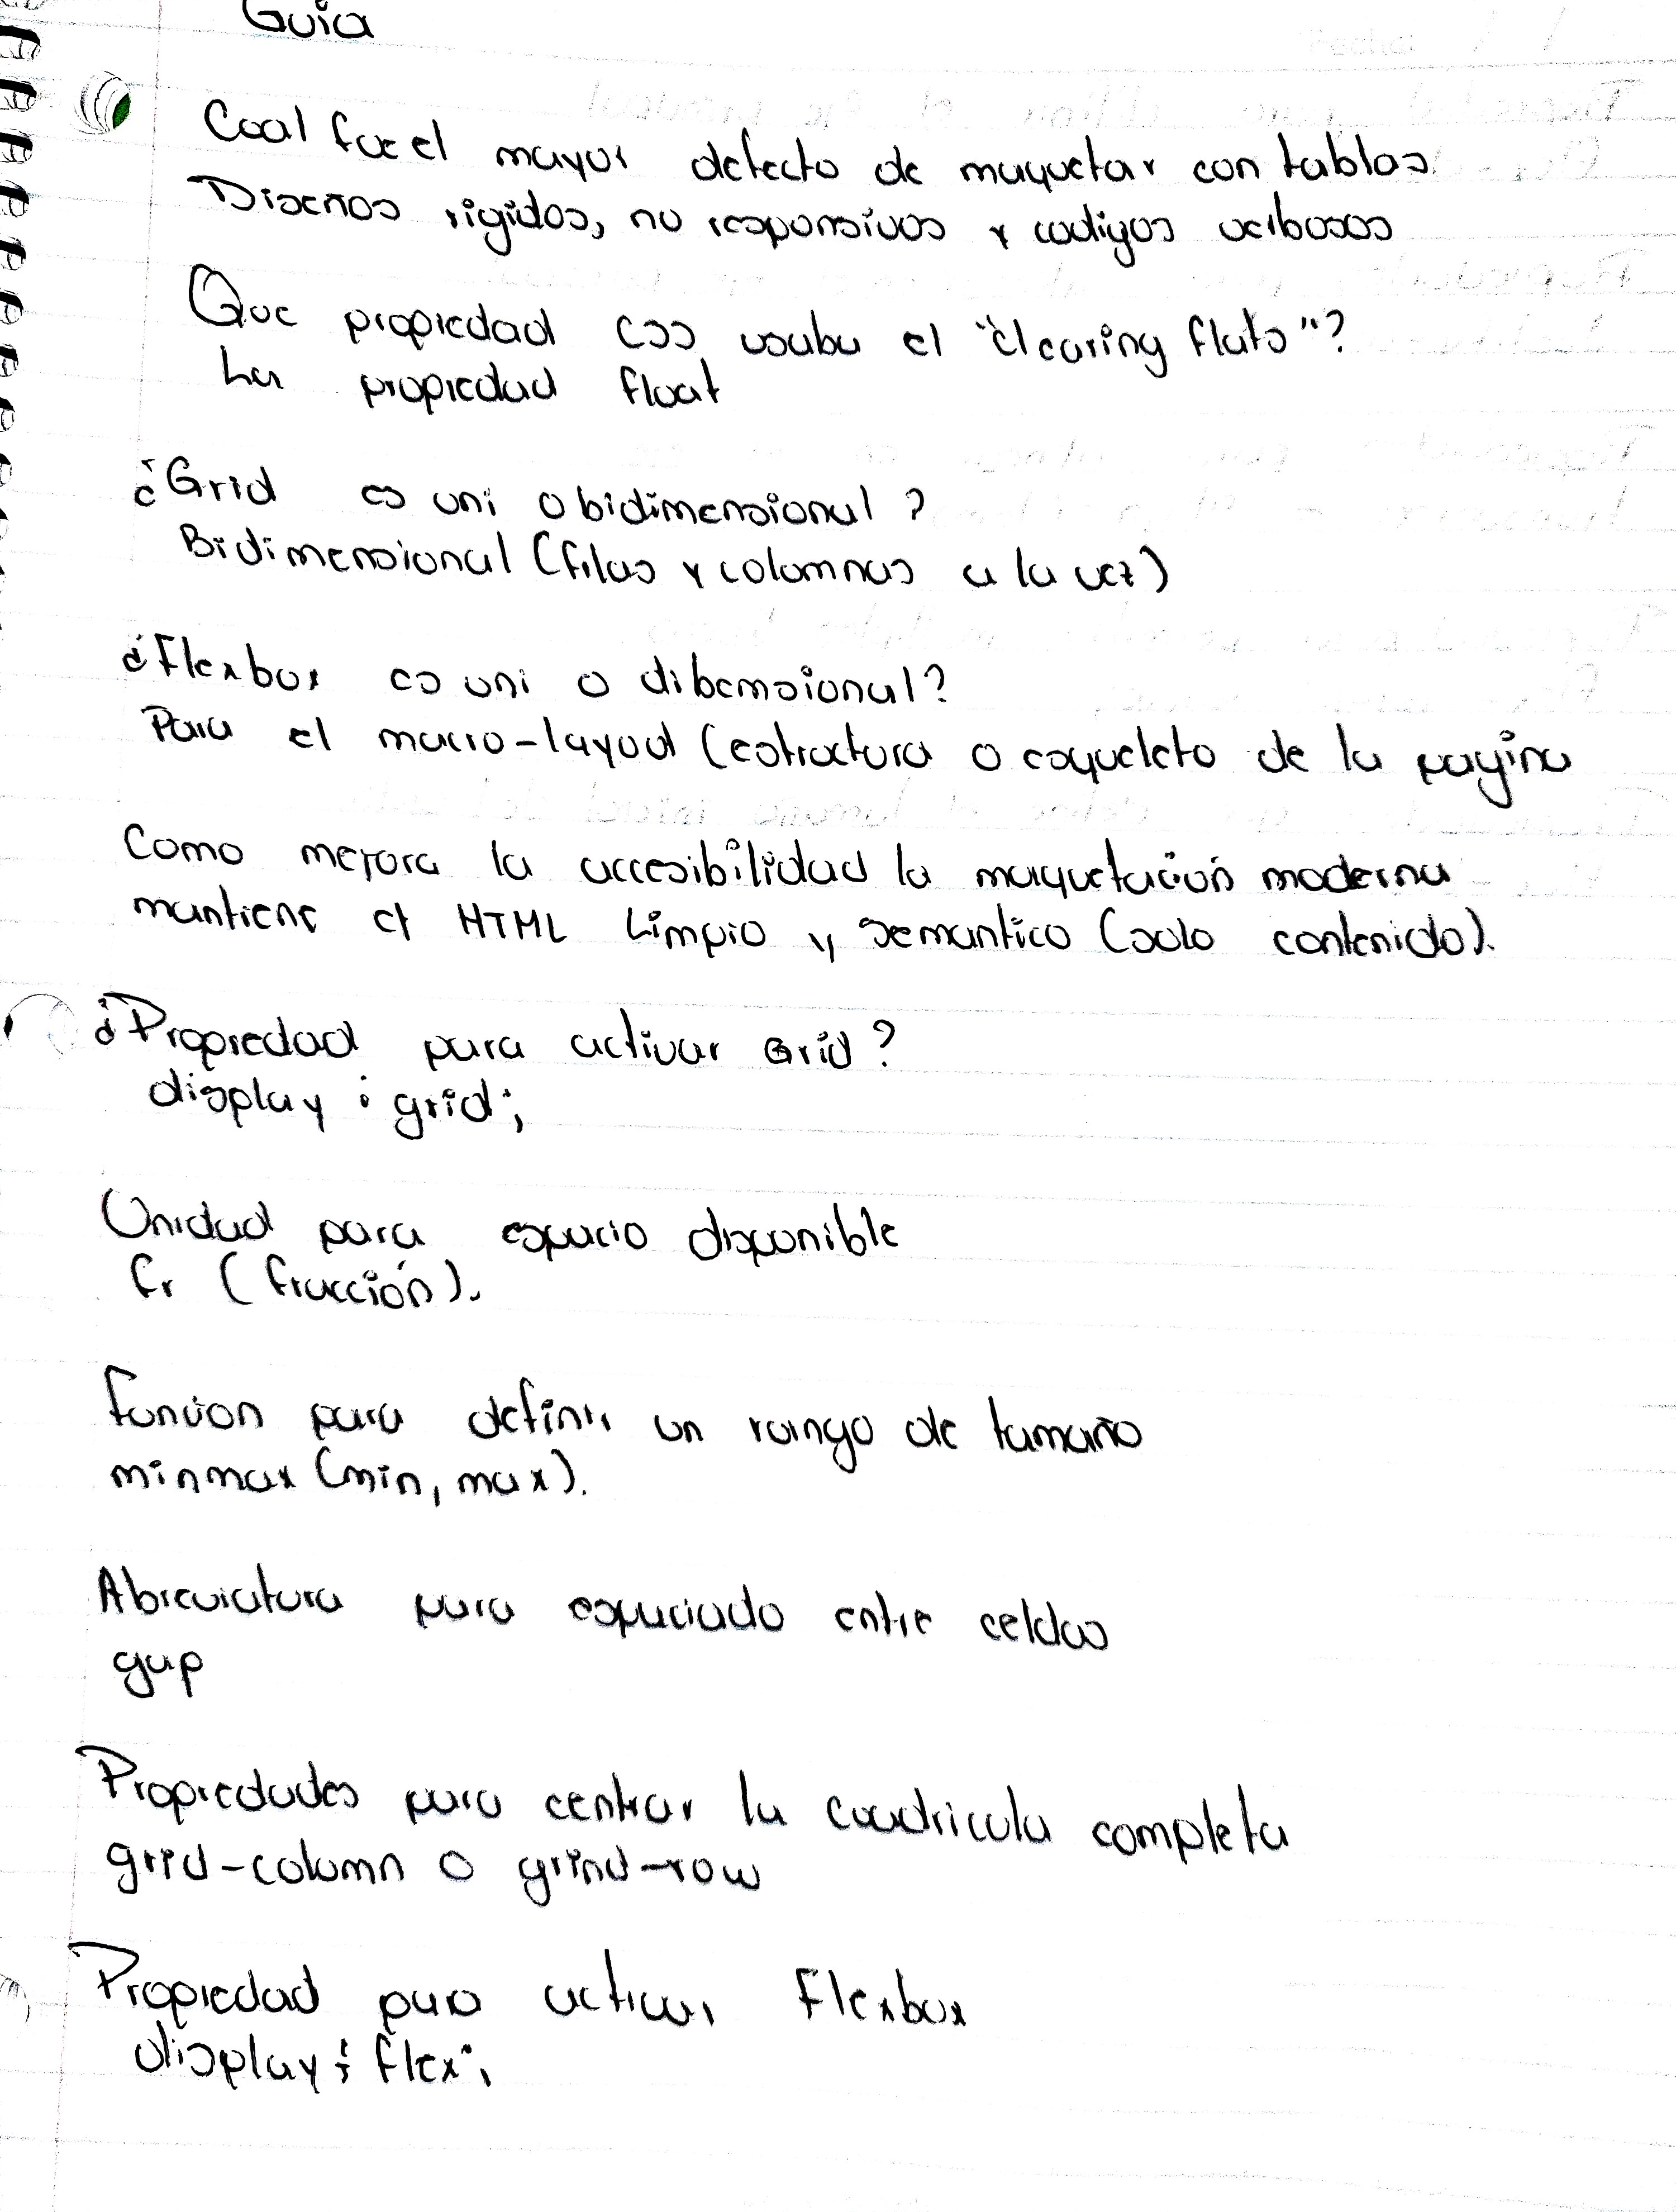 Guia
Cual fue el mayor defecto de maquetar con tablas
Diseños rigidos, no responsivos y codigos verbosos
Que propiedad CSS usaba el "clearing flats"?
La propiedad float
¿Grid es uni o bidimensional?
Bidimensional (filas y columnas a la vez)
¿Flexbox es uni o dibemsional?
Para el macro-layout (estructura o esqueleto de la pagina
Como mejora la accesibilidad la maquetación moderna
mantiene el HTML Limpio y semantico (solo contenido).
¿Propiedad para activar Grid?
display : grid;
Unidad para espacio disponible
fr (fracción).
Funcion para definir un rango de tamaño
minmax (min, max).
Abreviatura para espaciado entre celdas
gap
Propiedades para centrar la cuadricula completa
grid-column o grind-row
Propiedad para activar Flexbox
display: flex;